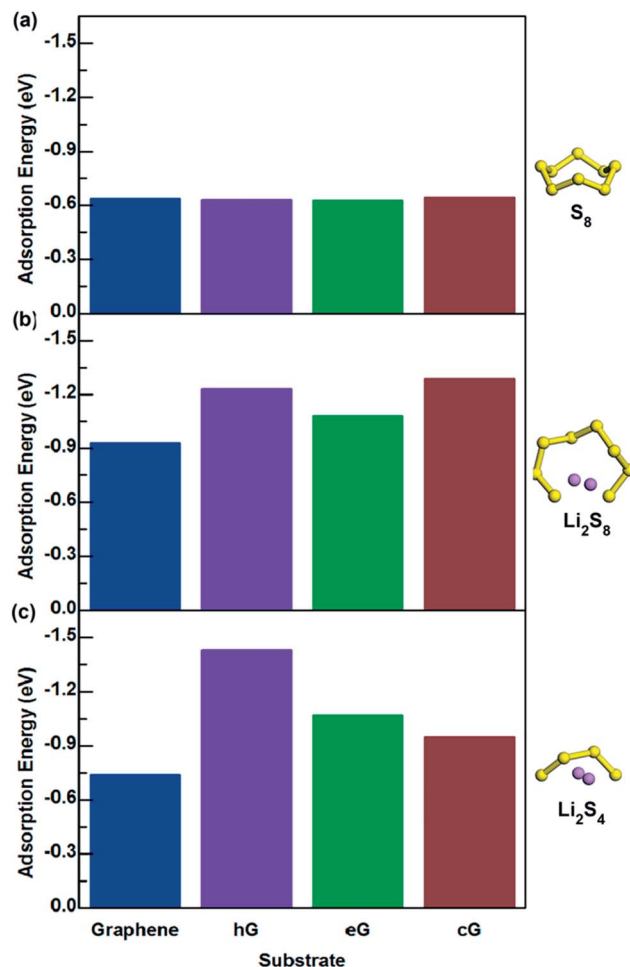 (a)
Adsorption Energy (eV)
-1.5
-1.2
-0.9
-0.6
-0.3
0.0
S8
(b)
Adsorption Energy (eV)
-1.5
-1.2
-0.9
-0.6
-0.3
0.0
Li2S8
(c)
Adsorption Energy (eV)
-1.5
-1.2
-0.9
-0.6
-0.3
0.0
Li2S4
Graphene hG eG cG
Substrate